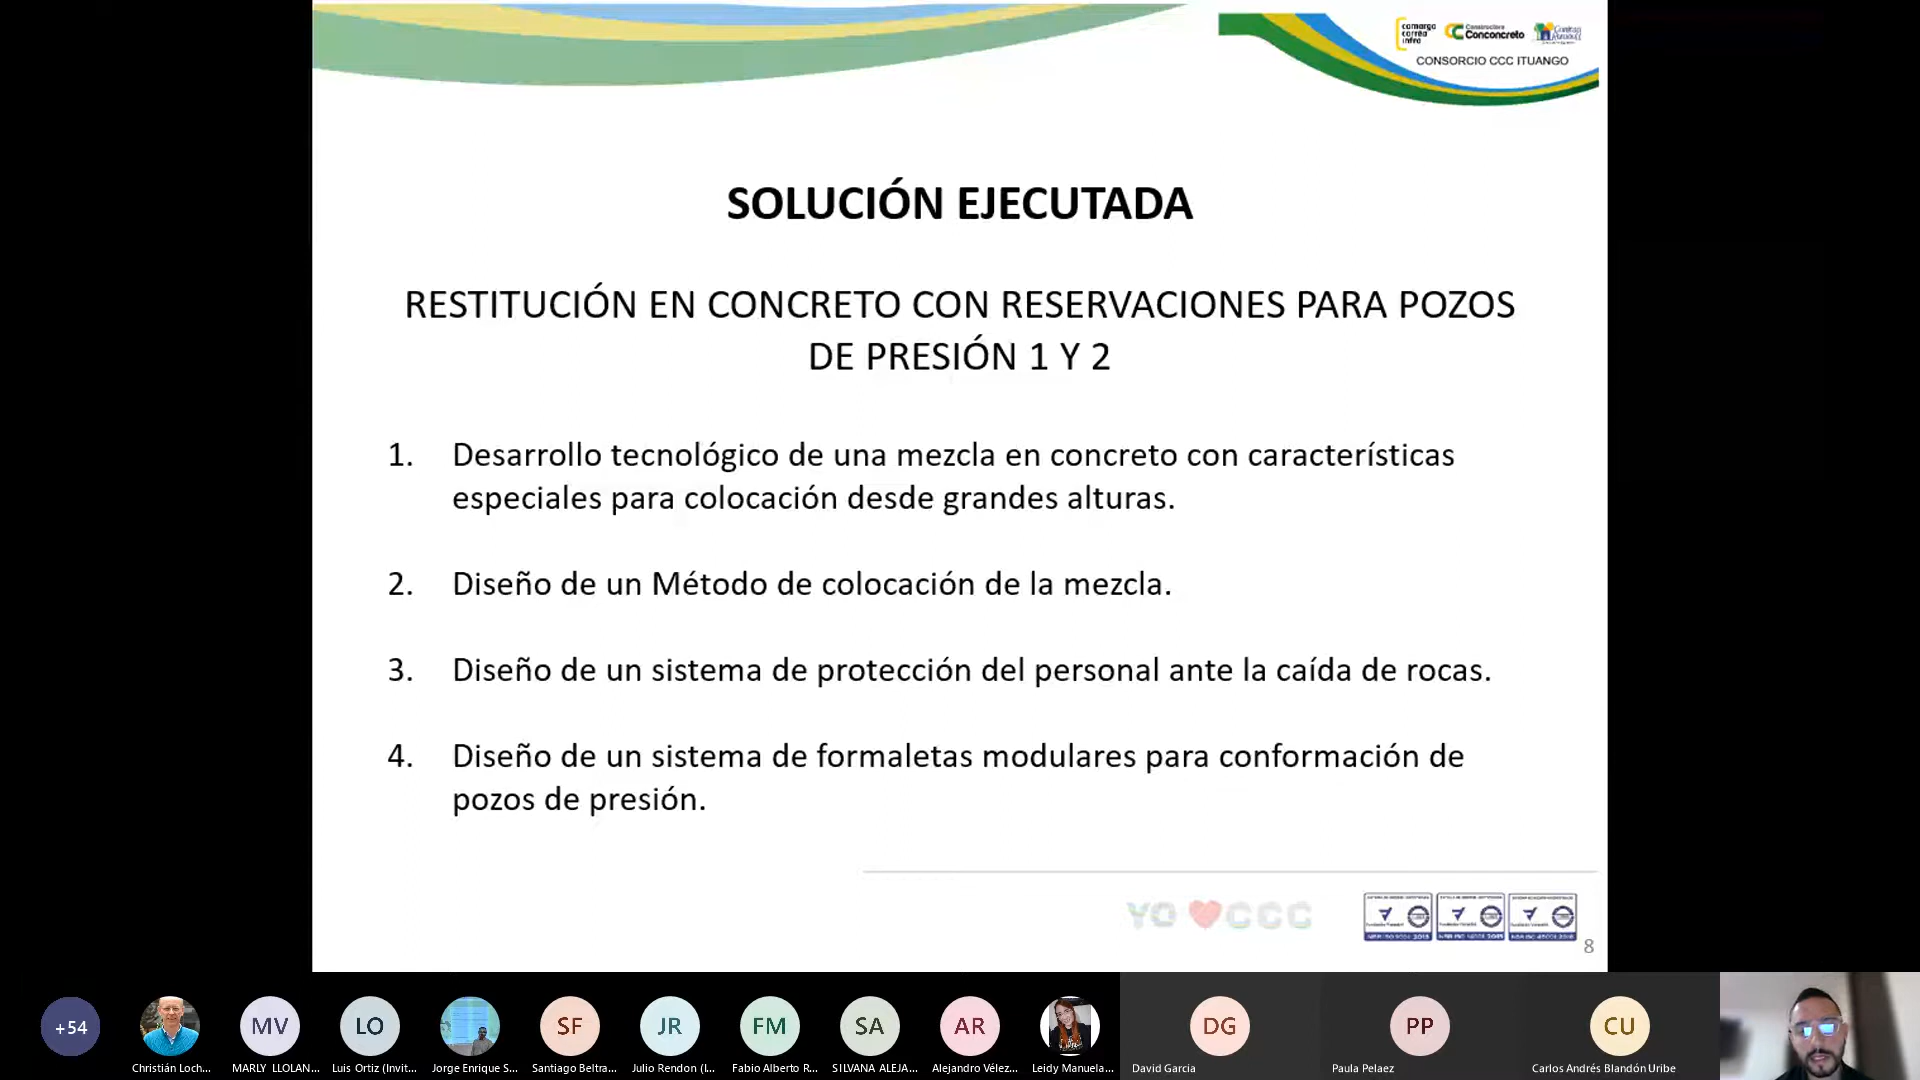 camargo
corrêa
infra
Constructora
Conconcreto
CONSORCIO CCC ITUANGO
SOLUCIÓN EJECUTADA
RESTITUCIÓN EN CONCRETO CON RESERVACIONES PARA POZOS
DE PRESIÓN 1 Y 2
1. Desarrollo tecnológico de una mezcla en concreto con características
especiales para colocación desde grandes alturas.
2. Diseño de un Método de colocación de la mezcla.
3. Diseño de un sistema de protección del personal ante la caída de rocas.
4. Diseño de un sistema de formaletas modulares para conformación de
pozos de presión.
YO CCC
8
+54
MV
LO
SF
JR
FM
SA
AR
DG
PP
CU
Christián Loch...
MARLY LLOLAN...
Luis Ortiz (Invit...
Jorge Enrique S...
Santiago Beltra...
Julio Rendon (I...
Fabio Alberto R...
SILVANA ALEJA...
Alejandro Vélez...
Leidy Manuela...
David Garcia
Paula Pelaez
Carlos Andrés Blandón Uribe